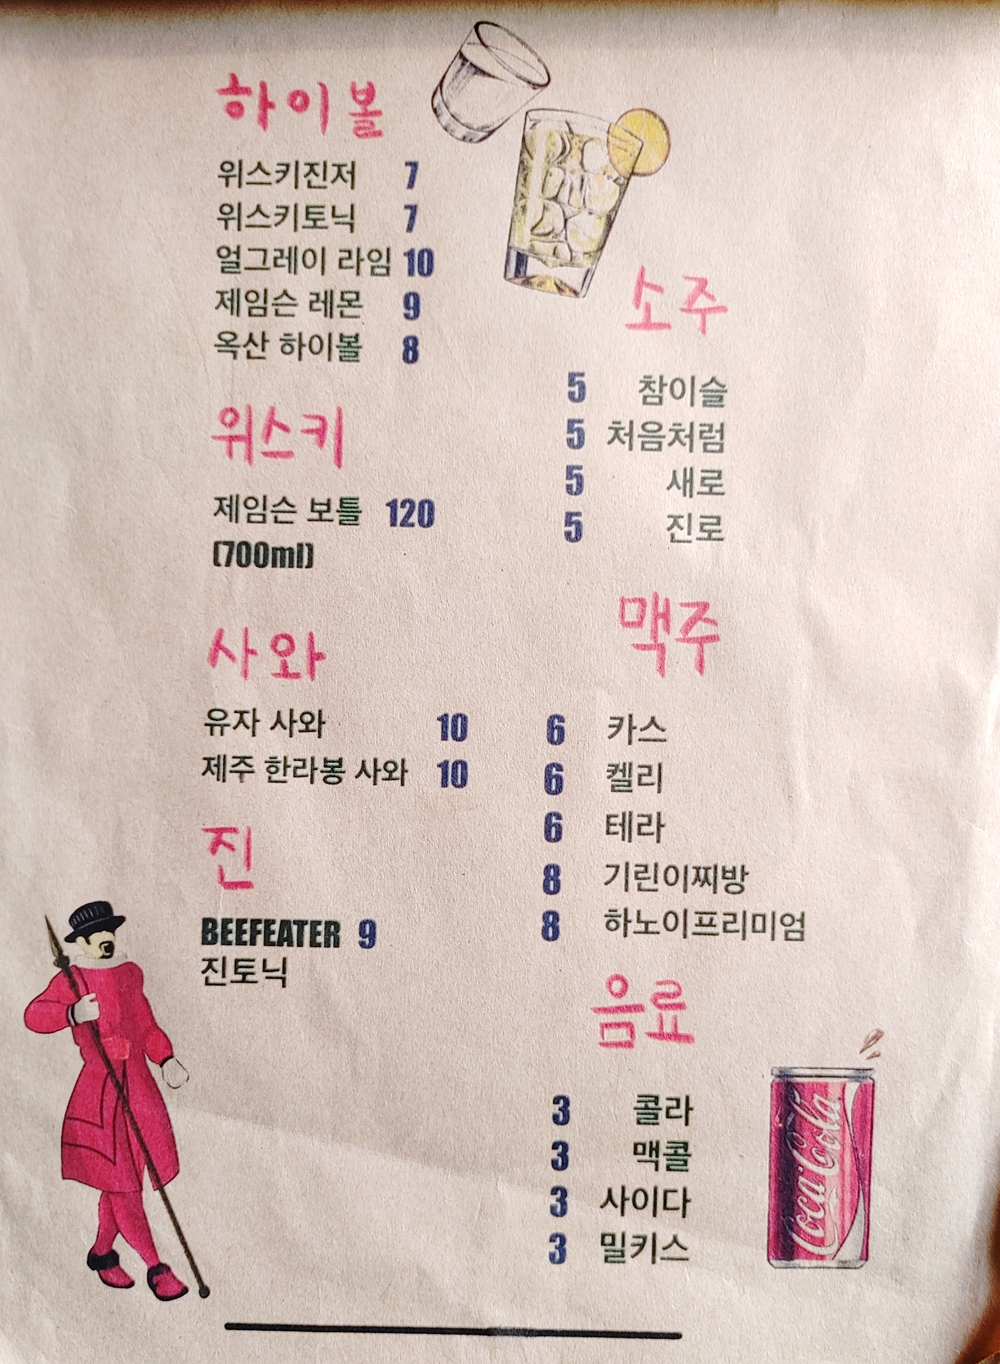 하이볼
위스키진저 7
위스키토닉 7
얼그레이 라임 10
제임슨 레몬 9
옥산 하이볼 8
위스키
제임슨 보틀 120
(700ml)
사와
유자 사와 10
제주 한라봉 사와 10
진
BEEFEATER 9
진토닉
소주
5 참이슬
5 처음처럼
5 새로
5 진로
맥주
6 카스
6 켈리
6 테라
8 기린이찌방
8 하노이프리미엄
음료
3 콜라
3 맥콜
3 사이다
3 밀키스
Coca-Cola